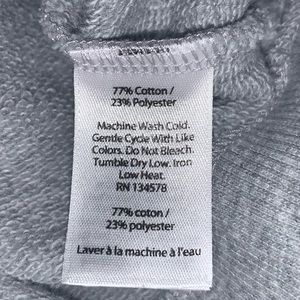 77% Cotton /
23% Polyester
Machine Wash Cold.
Gentle Cycle With Like
Colors. Do Not Bleach.
Tumble Dry Low. Iron
Low Heat.
RN 134578
77% coton /
23% polyester
Laver à la machine à l'eau